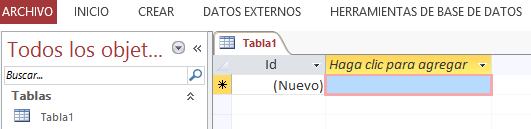 ARCHIVO INICIO CREAR DATOS EXTERNOS HERRAMIENTAS DE BASE DE DATOS
Todos los objet...
Buscar...
Tablas
Tabla1
Tabla1
Id Haga clic para agregar
(Nuevo)